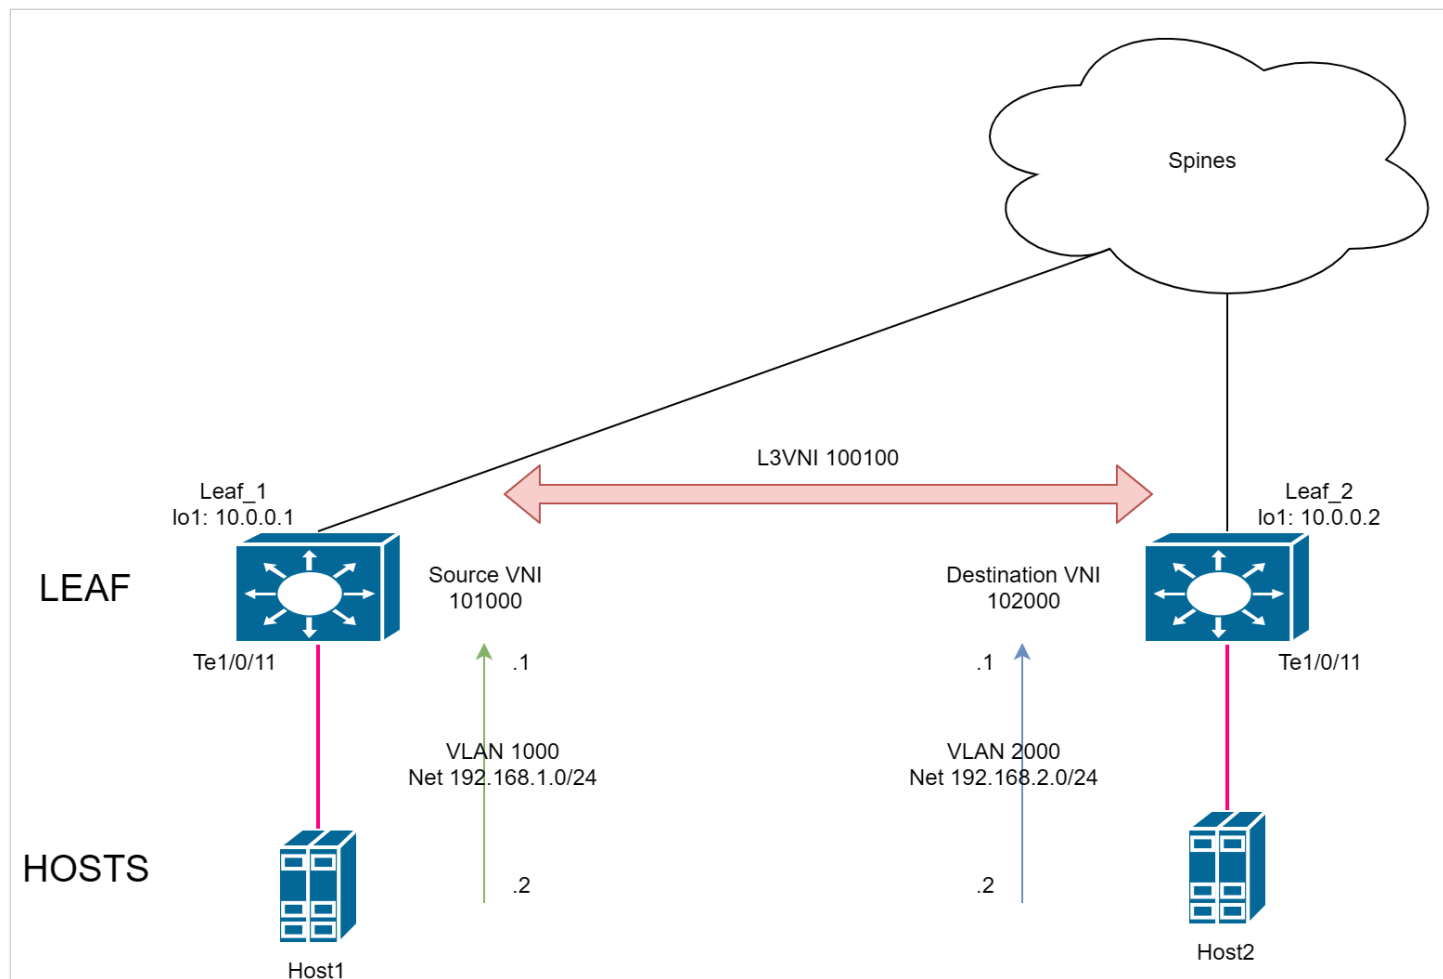 Spines
L3VNI 100100
Leaf_1
lo1: 10.0.0.1
Leaf_2
lo1: 10.0.0.2
LEAF
Source VNI
101000
Destination VNI
102000
Te1/0/11
.1
.1
Te1/0/11
VLAN 1000
Net 192.168.1.0/24
VLAN 2000
Net 192.168.2.0/24
HOSTS
.2
.2
Host1
Host2